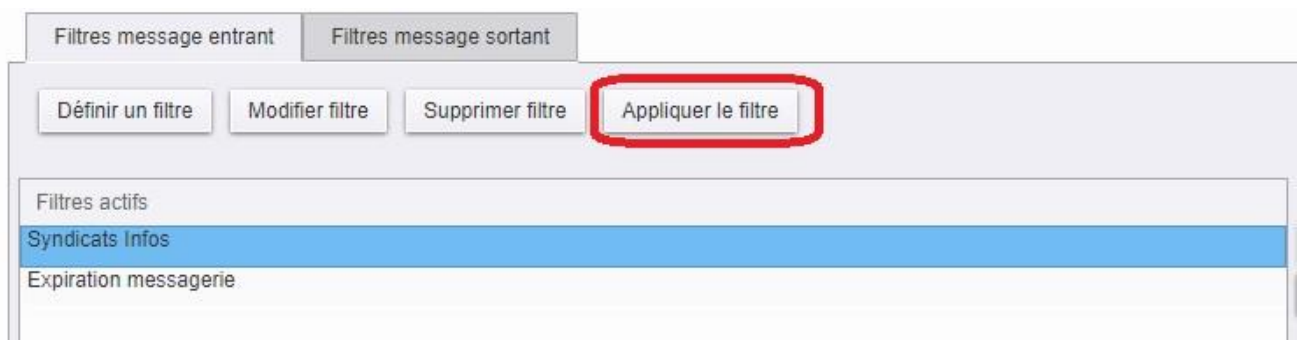 Filtres message entrant Filtres message sortant
Définir un filtre Modifier filtre Supprimer filtre Appliquer le filtre
Filtres actifs
Syndicats Infos
Expiration messagerie